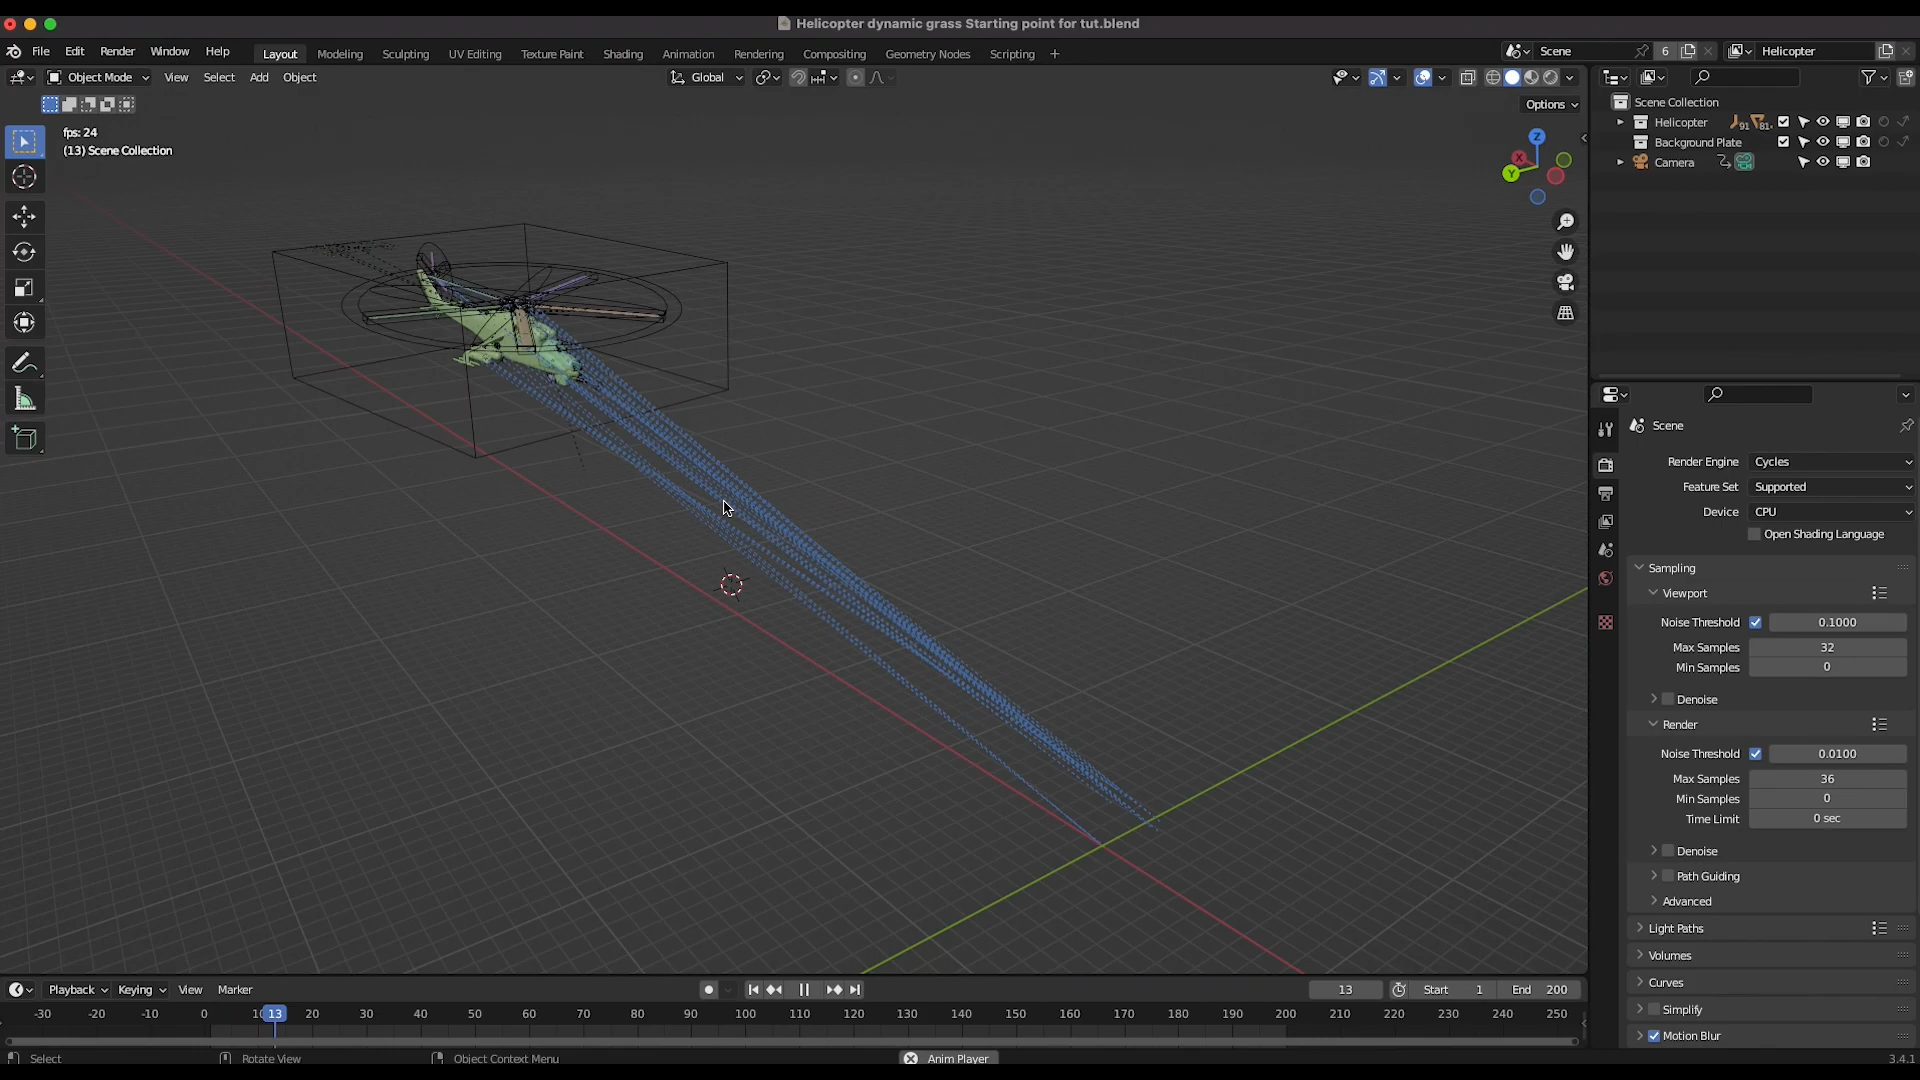 Helicopter dynamic grass Starting point for tut.blend
File Edit Render Window Help Layout Modeling Sculpting UV Editing Texture Paint Shading Animation Rendering Compositing Geometry Nodes Scripting + Scene 6 Helicopter
Object Mode View Select Add Object Global
Options
fps: 24
(13) Scene Collection
Z
X
Y
Scene Collection
Helicopter 91 81
Background Plate
Camera
Scene
Render Engine Cycles
Feature Set Supported
Device CPU
Open Shading Language
Sampling
Viewport
Noise Threshold 0.1000
Max Samples 32
Min Samples 0
Denoise
Render
Noise Threshold 0.0100
Max Samples 36
Min Samples 0
Time Limit 0 sec
Denoise
Path Guiding
Advanced
Light Paths
Volumes
Curves
Simplify
Motion Blur
Playback Keying View Marker 13 Start 1 End 200
-30 -20 -10 0 10 13 20 30 40 50 60 70 80 90 100 110 120 130 140 150 160 170 180 190 200 210 220 230 240 250
Select Rotate View Object Context Menu Anim Player 3.4.1